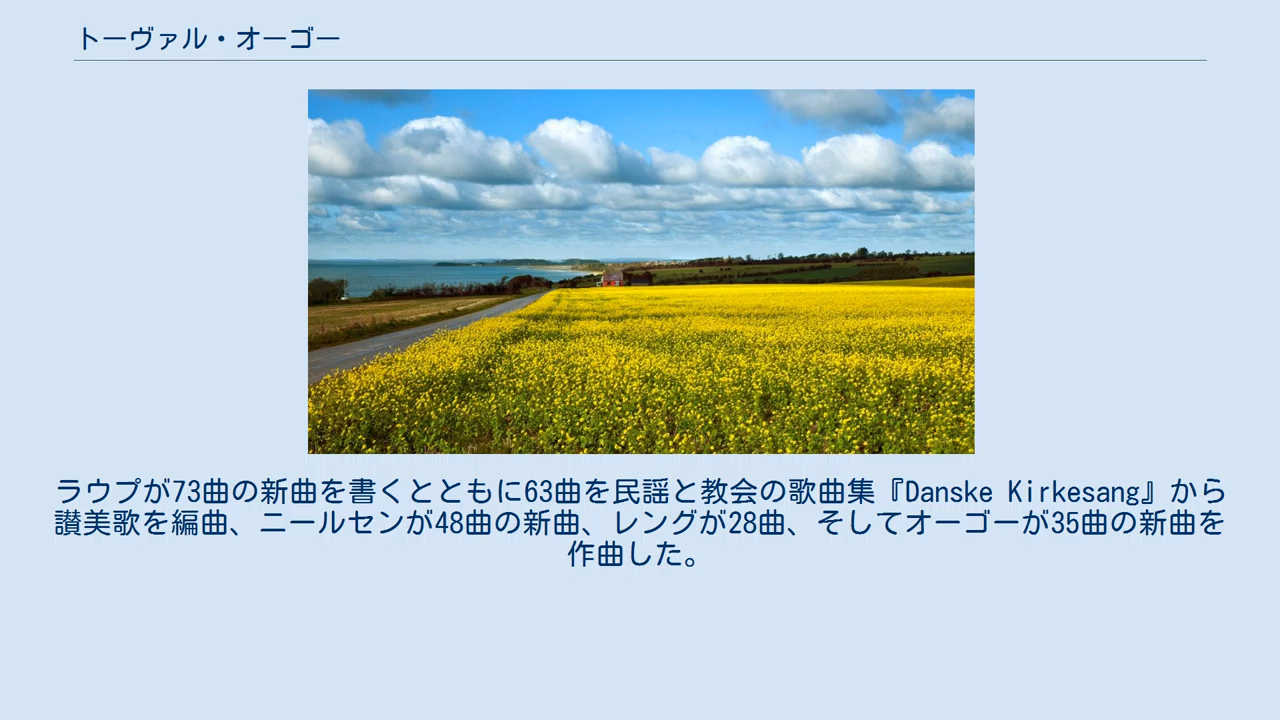 トーヴァル・オーゴー
ラウプが73曲の新曲を書くとともに63曲を民謡と教会の歌曲集『Danske Kirkesang』から
讃美歌を編曲、ニールセンが48曲の新曲、レングが28曲、そしてオーゴーが35曲の新曲を
作曲した。